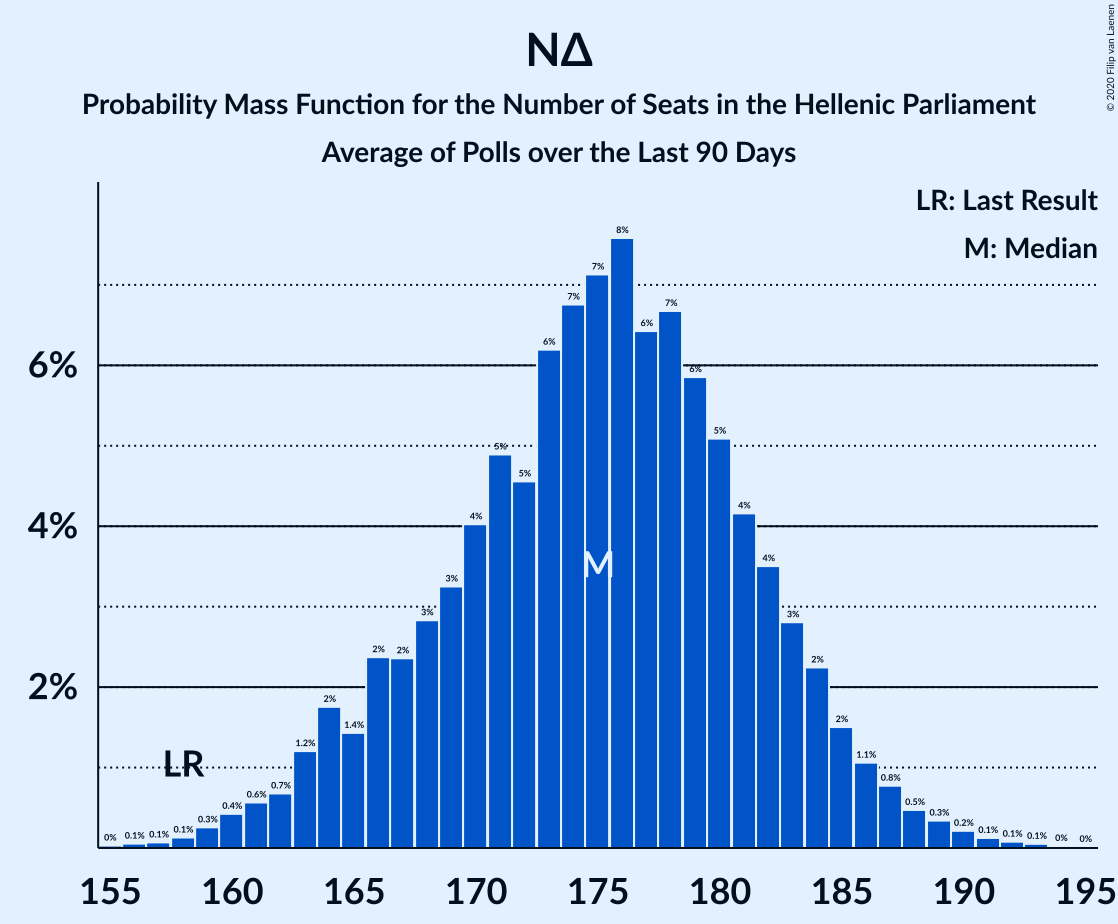 © 2020 Filip van Laenen
ΝΔ
Probability Mass Function for the Number of Seats in the Hellenic Parliament
Average of Polls over the Last 90 Days
LR: Last Result
M: Median
6%
4%
2%
0% 0.1% 0.1% 0.1% 0.3% 0.4% 0.6% 0.7% 1.2% 2% 1.4% 2% 2% 3% 3% 4% 5% 5% 6% 7% 7% 8% 6% 7% 6% 5% 4% 4% 3% 2% 2% 1.1% 0.8% 0.5% 0.3% 0.2% 0.1% 0.1% 0.1% 0% 0%
M
LR
155 160 165 170 175 180 185 190 195